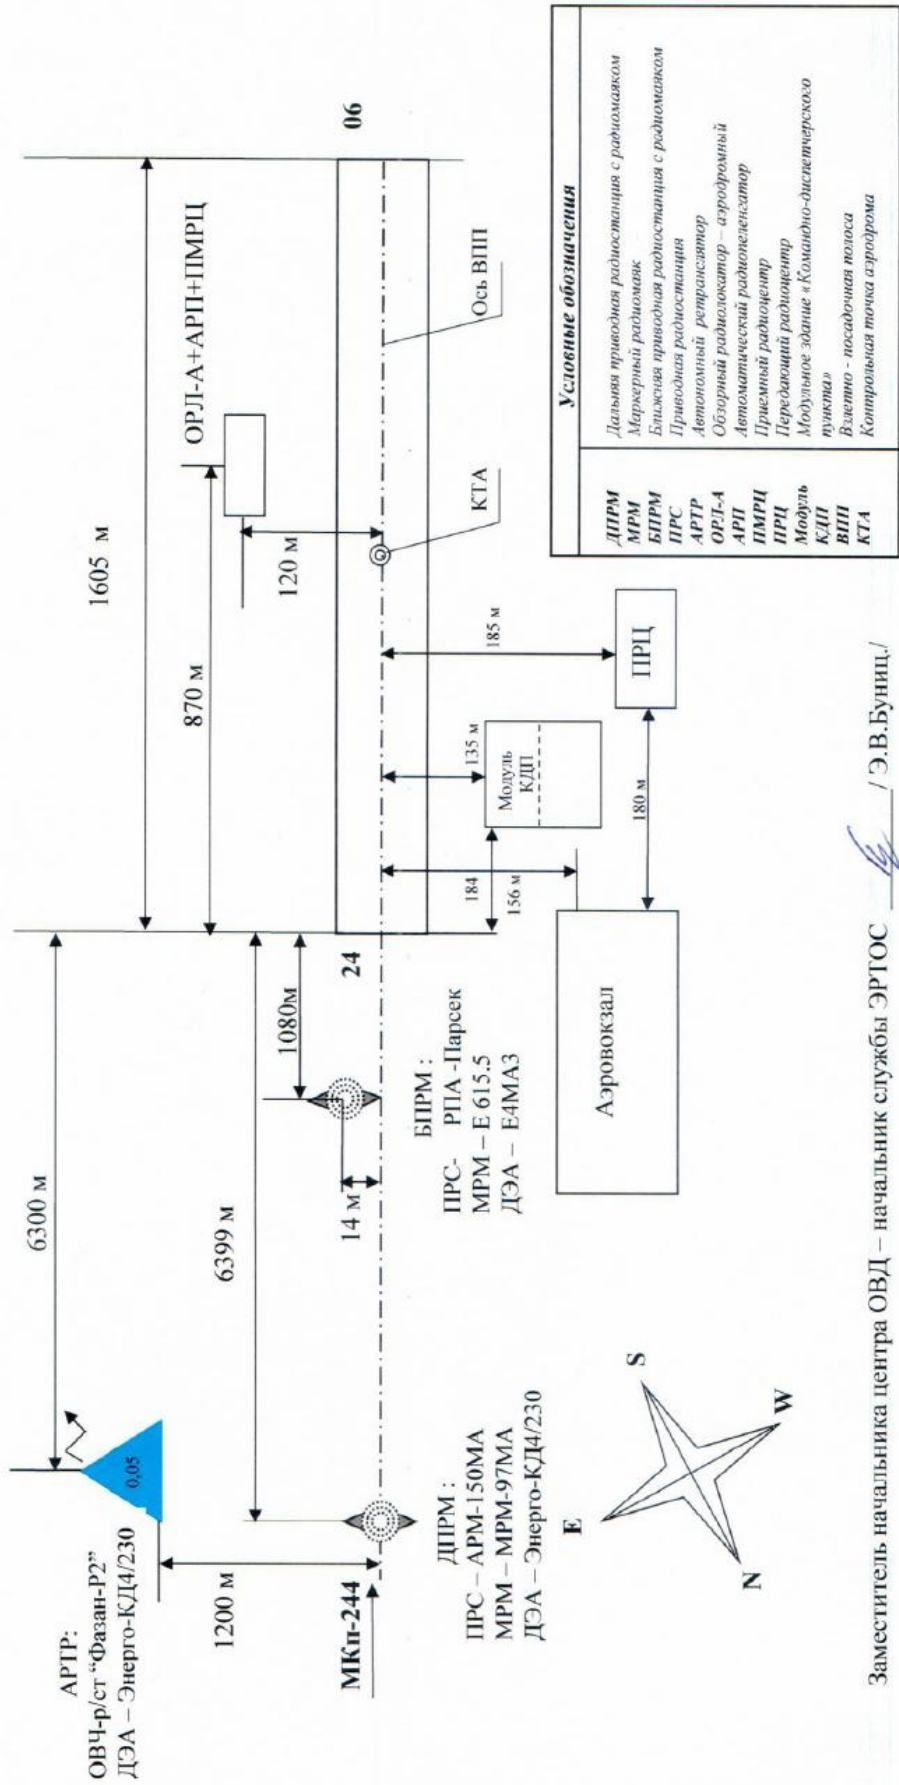 АРТР:
ОВЧ-р/ст “Фазан-Р2”
ДЭА – Энерго-КД4/230
0,05
6300 м
1605 м
870 м
ОРЛ-А+АРП+ПМРЦ
120 м
1200 м
6399 м
1080м
14 м
24
06
МКп-244
Ось ВПП
КТА
ДПРМ :
ПРС – АРМ-150МА
МРМ – МРМ-97МА
ДЭА – Энерго-КД4/230
БПРМ :
ПРС- РПА -Парсек
МРМ – Е 615.5
ДЭА – Е4МАЗ
184
156 м
135 м
185 м
Модуль
КДП
180 м
ПРЦ
Аэровокзал
E
S
N
W
Условные обозначения
ДПРМ Дальняя приводная радиостанция с радиомаяком
МРМ Маркерный радиомаяк
БПРМ Ближняя приводная радиостанция с радиомаяком
ПРС Приводная радиостанция
АРТР Автономный ретранслятор
ОРЛ-А Обзорный радиолокатор – аэродромный
АРП Автоматический радиопеленгатор
ПМРЦ Приемный радиоцентр
ПРЦ Передающий радиоцентр
Модуль Модульное здание «Командно-диспетчерского
КДП пункта»
ВПП Взлетно - посадочная полоса
КТА Контрольная точка аэродрома
Заместитель начальника центра ОВД – начальник службы ЭРТОС / Э.В.Буниц./